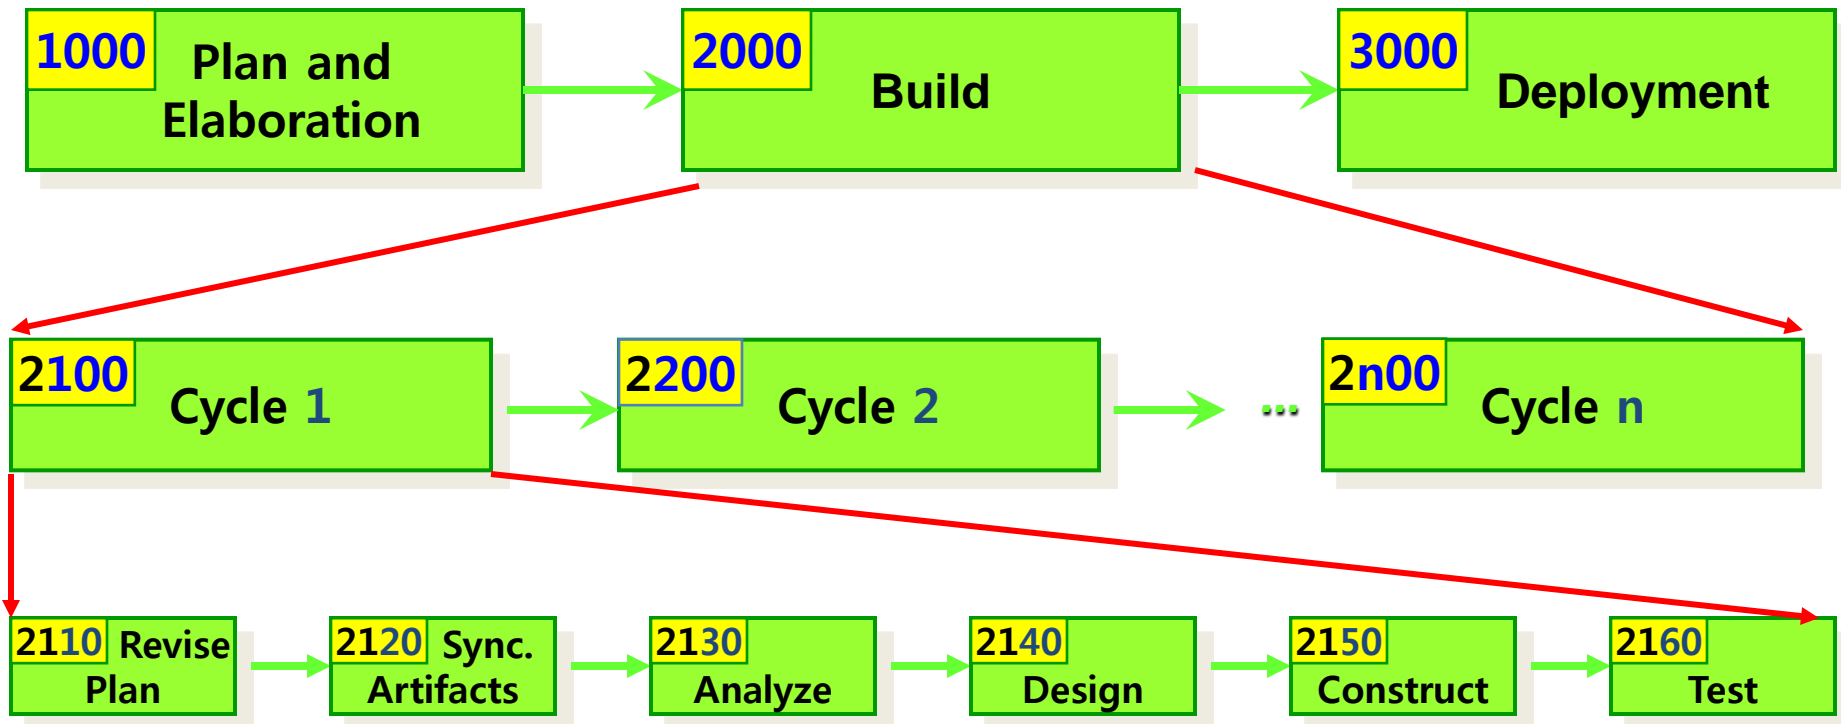 1000
Plan and
Elaboration
2000
Build
3000
Deployment
2100
Cycle 1
2200
Cycle 2
...
2n00
Cycle n
2110 Revise
Plan
2120 Sync.
Artifacts
2130
Analyze
2140
Design
2150
Construct
2160
Test